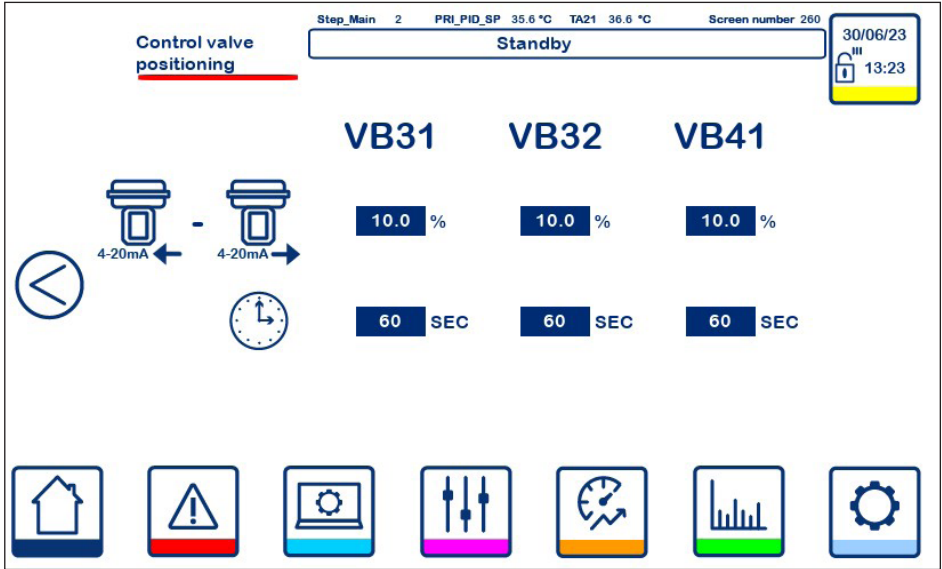 Step_Main 2 PRI_PID_SP 35.6 °C TA21 36.6 °C Screen number 260
Control valve
positioning
Standby
30/06/23
13:23
VB31 VB32 VB41
10.0 % 10.0 % 10.0 %
4-20mA - 4-20mA
60 SEC 60 SEC 60 SEC